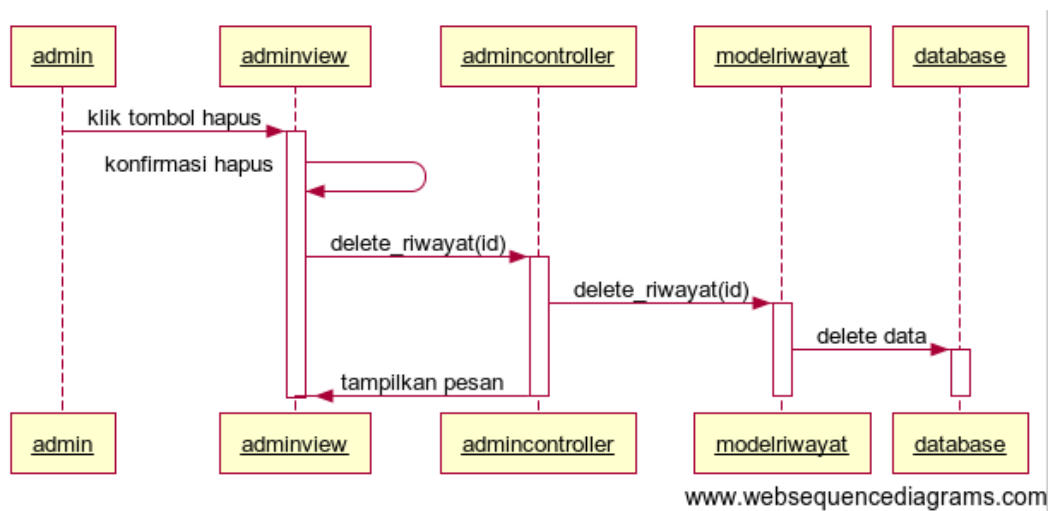 admin
adminview
admincontroller
modelriwayat
database
klik tombol hapus
konfirmasi hapus
delete_riwayat(id)
delete_riwayat(id)
delete data
tampilkan pesan
admin
adminview
admincontroller
modelriwayat
database
www.websequencediagrams.com